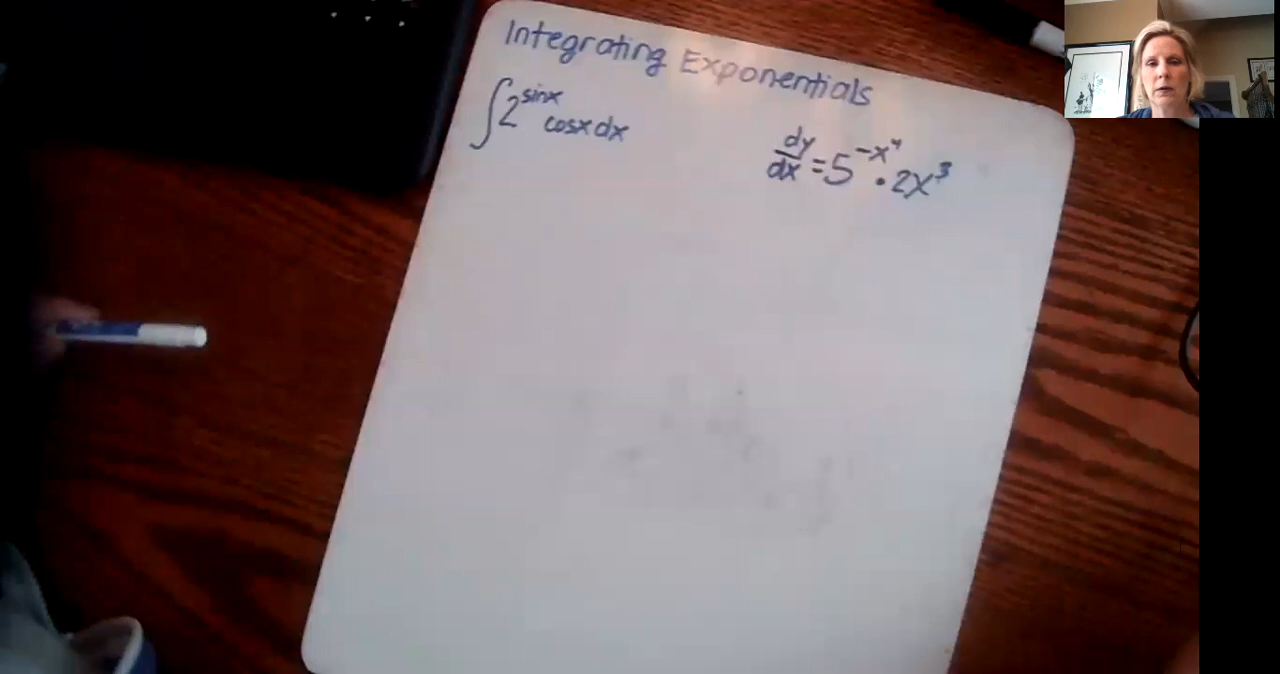 Integrating Exponentials
∫2^sinx cosx dx
dy/dx = 5^-x⁴ · 2x³